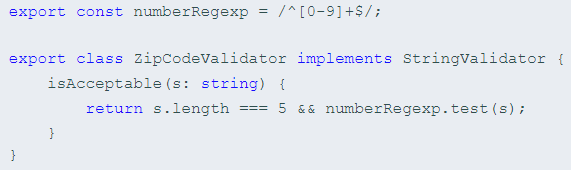 export const numberRegexp = /^[0-9]+$/;
export class ZipCodeValidator implements StringValidator {
isAcceptable(s: string) {
return s.length === 5 && numberRegexp.test(s);
}
}